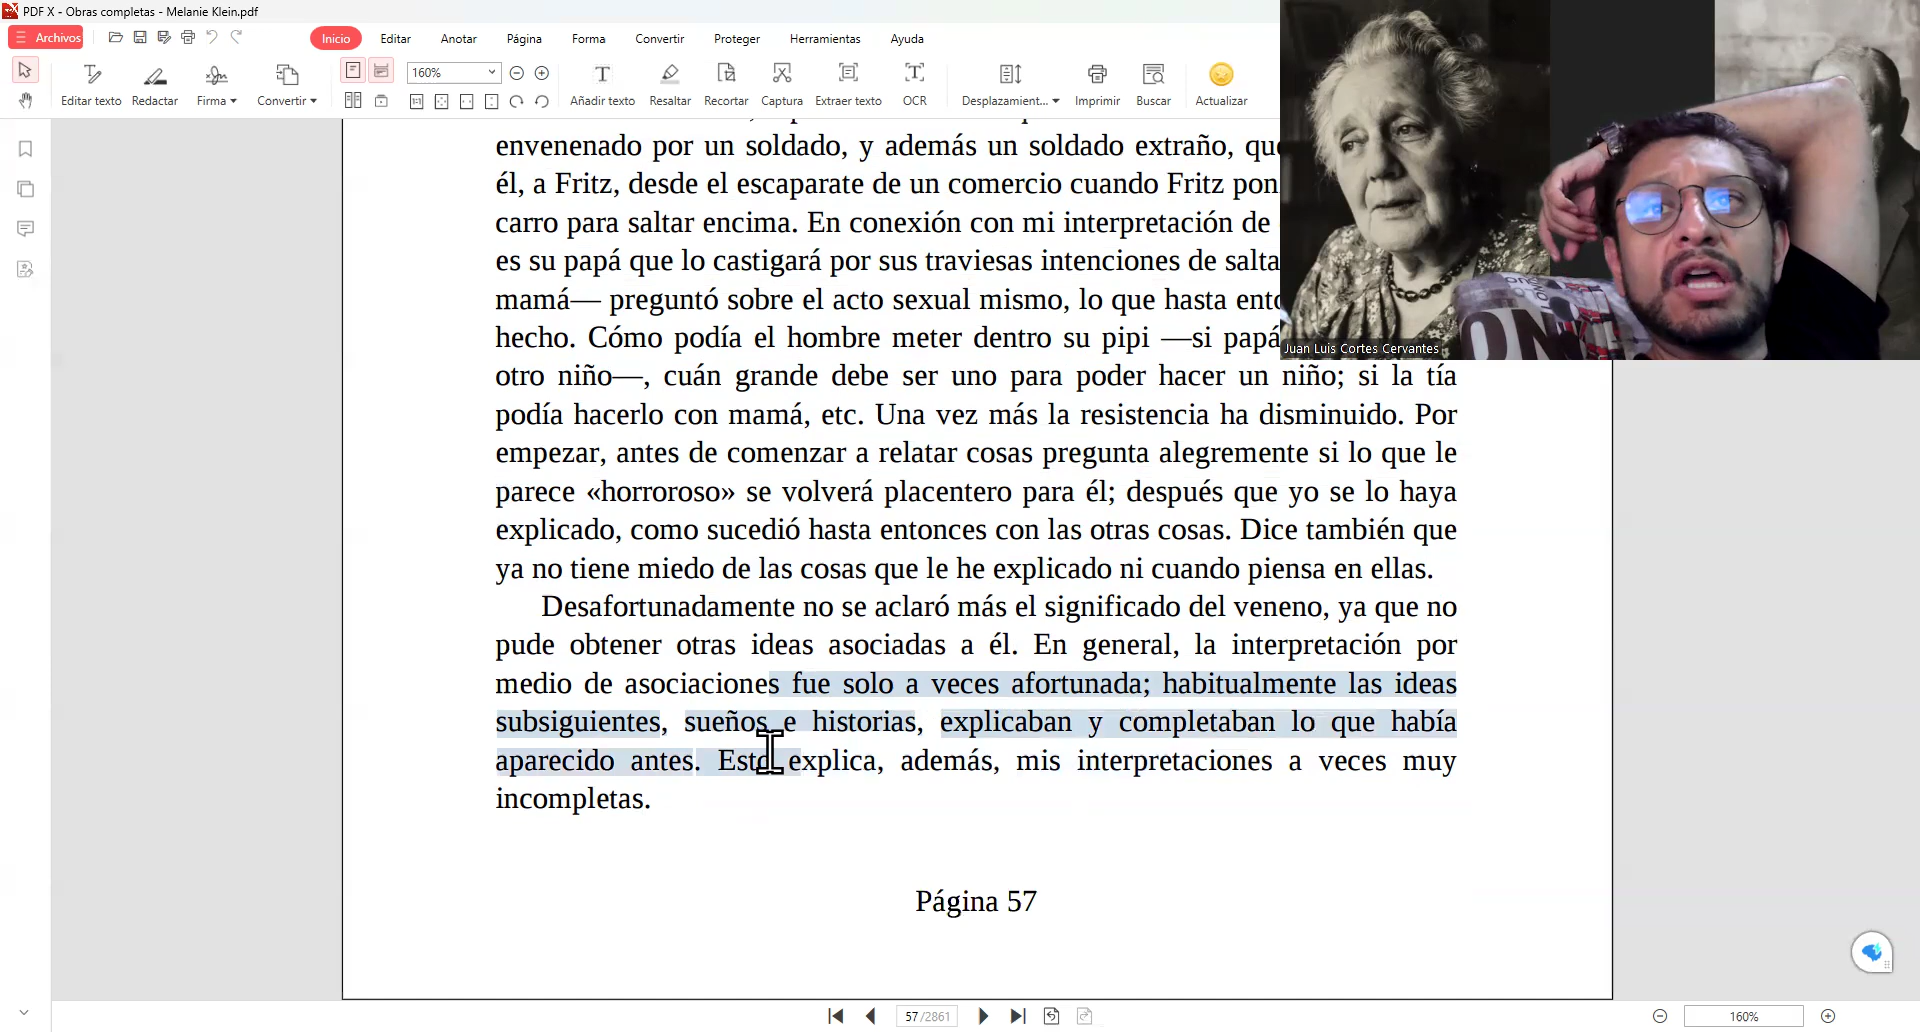 PDF X - Obras completas - Melanie Klein.pdf
Archivos
Inicio
Editar
Anotar
Página
Forma
Convertir
Proteger
Herramientas
Ayuda
160%
Editar texto
Redactar
Firma
Convertir
Añadir texto
Resaltar
Recortar
Captura
Extraer texto
OCR
Desplazamient...
Imprimir
Buscar
Actualizar
envenenado por un soldado, y además un soldado extraño, que
él, a Fritz, desde el escaparate de un comercio cuando Fritz pon
carro para saltar encima. En conexión con mi interpretación de
es su papá que lo castigará por sus traviesas intenciones de salta
mamá— preguntó sobre el acto sexual mismo, lo que hasta ento
hecho. Cómo podía el hombre meter dentro su pipi —si papá
otro niño—, cuán grande debe ser uno para poder hacer un niño; si la tía
podía hacerlo con mamá, etc. Una vez más la resistencia ha disminuido. Por
empezar, antes de comenzar a relatar cosas pregunta alegremente si lo que le
parece «horroroso» se volverá placentero para él; después que yo se lo haya
explicado, como sucedió hasta entonces con las otras cosas. Dice también que
ya no tiene miedo de las cosas que le he explicado ni cuando piensa en ellas.
Desafortunadamente no se aclaró más el significado del veneno, ya que no
pude obtener otras ideas asociadas a él. En general, la interpretación por
medio de asociaciones fue solo a veces afortunada; habitualmente las ideas
subsiguientes, sueños e historias, explicaban y completaban lo que había
aparecido antes. Esto explica, además, mis interpretaciones a veces muy
incompletas.
Página 57
Juan Luis Cortes Cervantes
57 /2861
160%